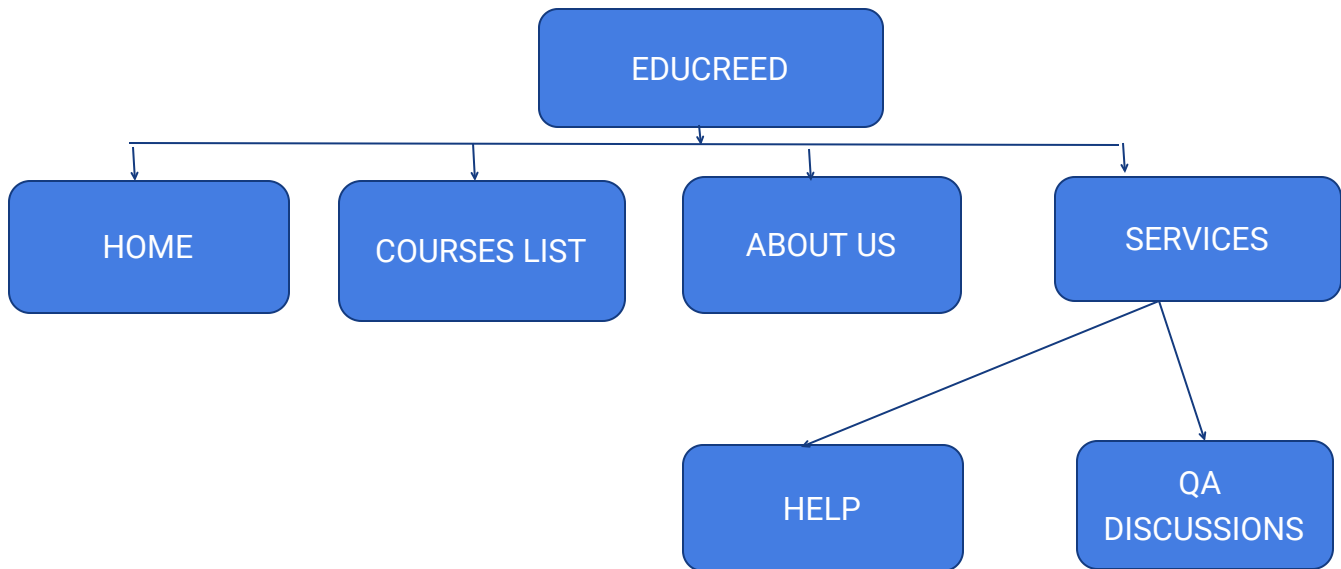 EDUCREED
HOME
COURSES LIST
ABOUT US
SERVICES
HELP
QA
DISCUSSIONS